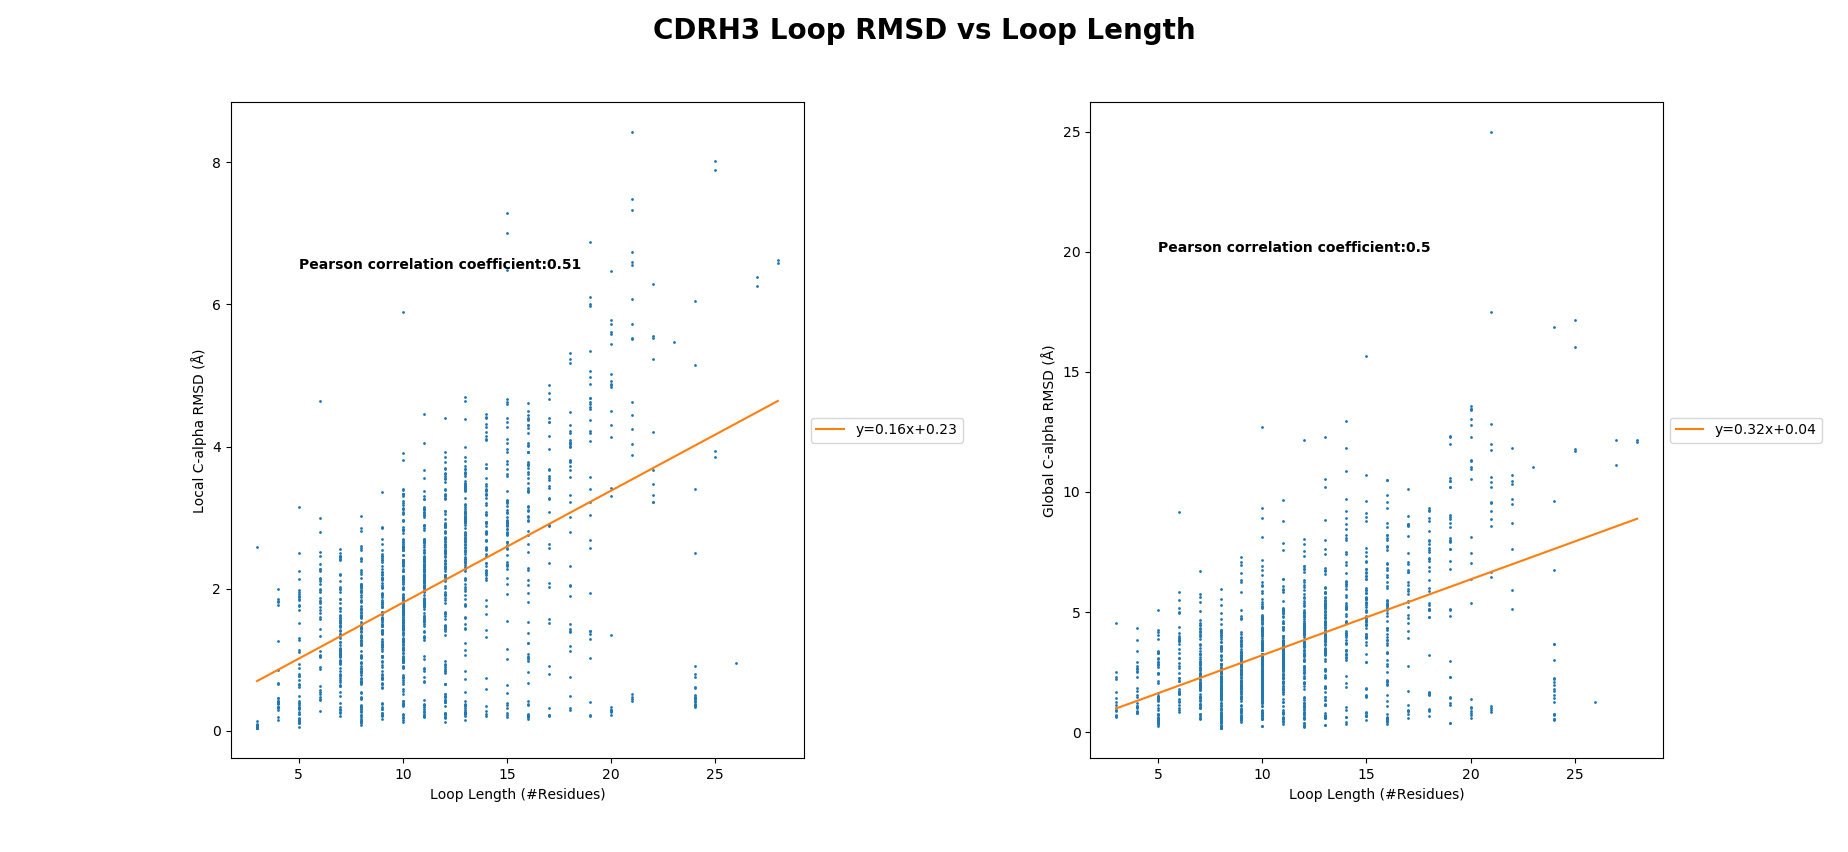 CDRH3 Loop RMSD vs Loop Length
Local C-alpha RMSD (Å)
8
6
4
2
0
Pearson correlation coefficient:0.51
y=0.16x+0.23
5 10 15 20 25
Loop Length (#Residues)
Global C-alpha RMSD (Å)
25
20
15
10
5
0
Pearson correlation coefficient:0.5
y=0.32x+0.04
5 10 15 20 25
Loop Length (#Residues)